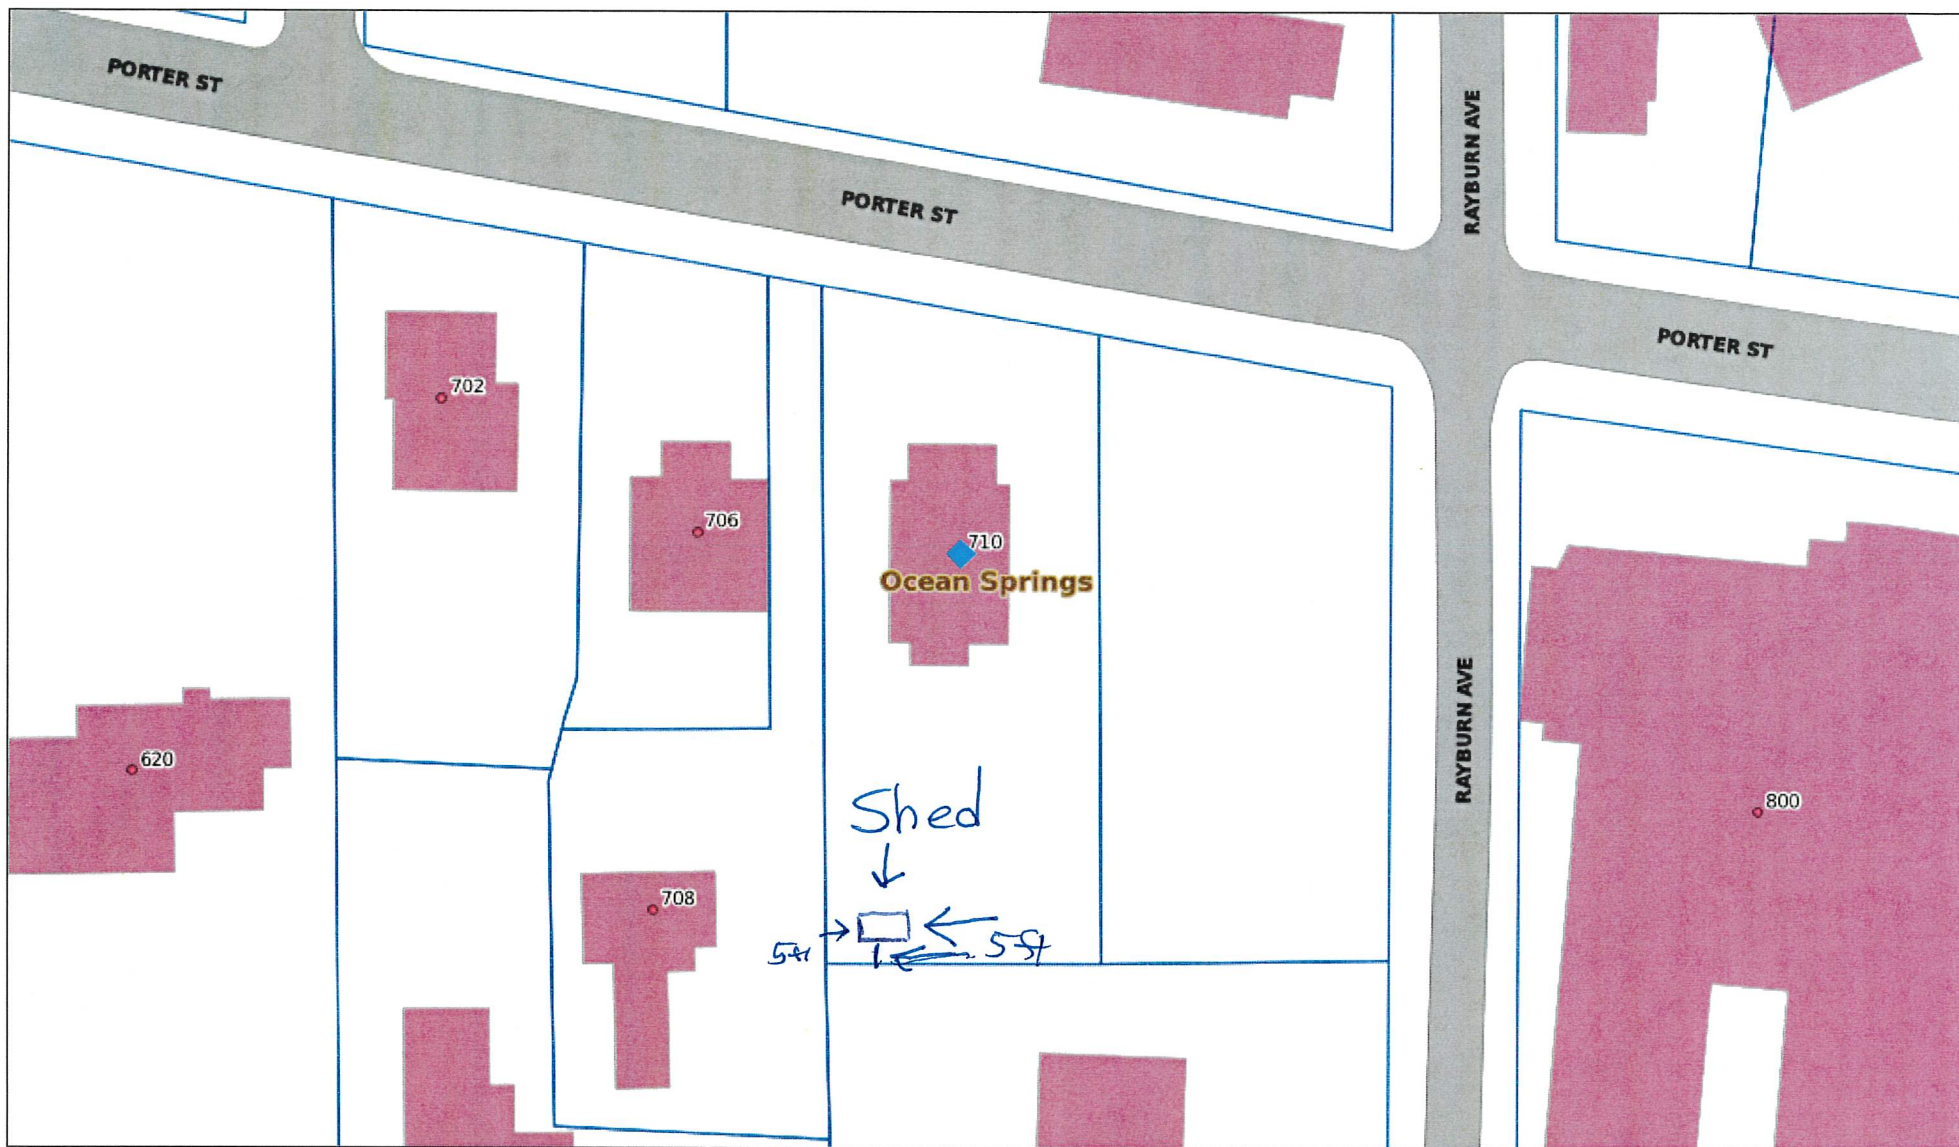 PORTER ST
RAYBURN AVE
PORTER ST
PORTER ST
702
706
710
Ocean Springs
620
RAYBURN AVE
800
Shed
708
5ft
5ft